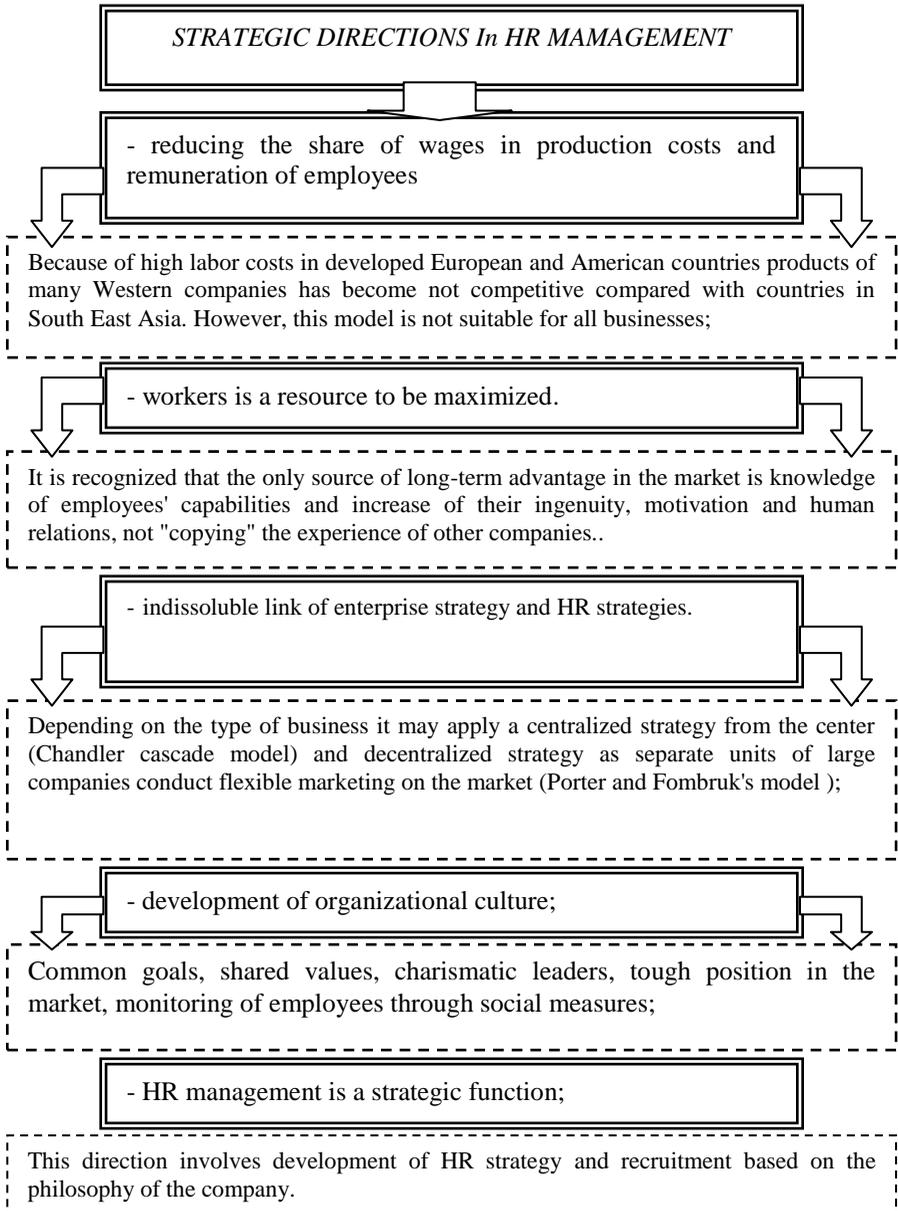 STRATEGIC DIRECTIONS In HR MAMAGEMENT
- reducing the share of wages in production costs and
remuneration of employees
Because of high labor costs in developed European and American countries products of
many Western companies has become not competitive compared with countries in
South East Asia. However, this model is not suitable for all businesses;
- workers is a resource to be maximized.
It is recognized that the only source of long-term advantage in the market is knowledge
of employees' capabilities and increase of their ingenuity, motivation and human
relations, not "copying" the experience of other companies..
- indissoluble link of enterprise strategy and HR strategies.
Depending on the type of business it may apply a centralized strategy from the center
(Chandler cascade model) and decentralized strategy as separate units of large
companies conduct flexible marketing on the market (Porter and Fombruk's model );
- development of organizational culture;
Common goals, shared values, charismatic leaders, tough position in the
market, monitoring of employees through social measures;
- HR management is a strategic function;
This direction involves development of HR strategy and recruitment based on the
philosophy of the company.